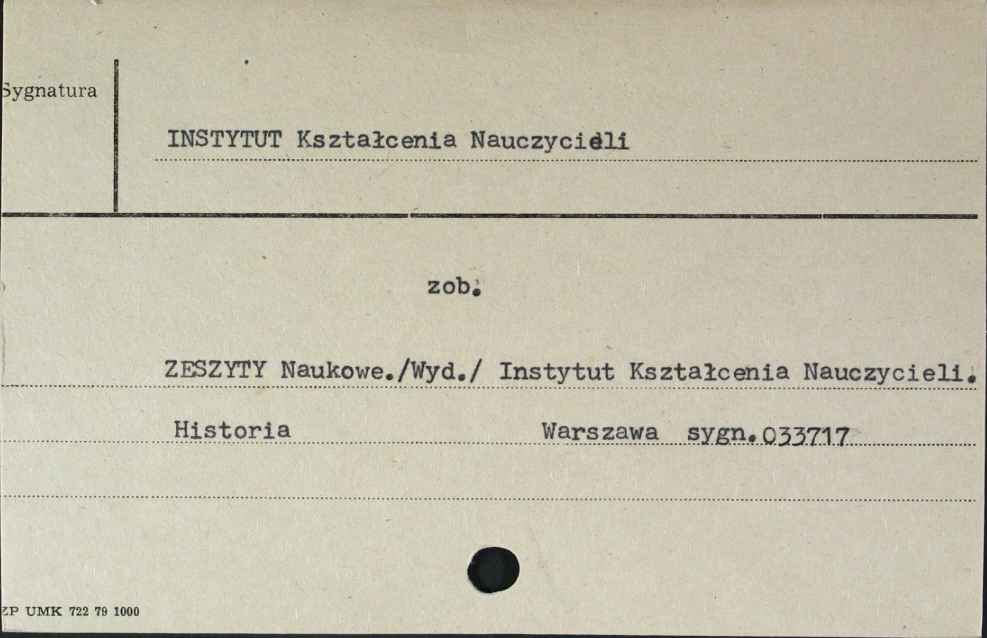 Sygnatura
INSTYTUT Kształcenia Nauczycieli
zob.
ZESZYTY Naukowe./Wyd./ Instytut Kształcenia Nauczycieli.
Historia Warszawa sygn.033717
ZP UMK 722 79 1000